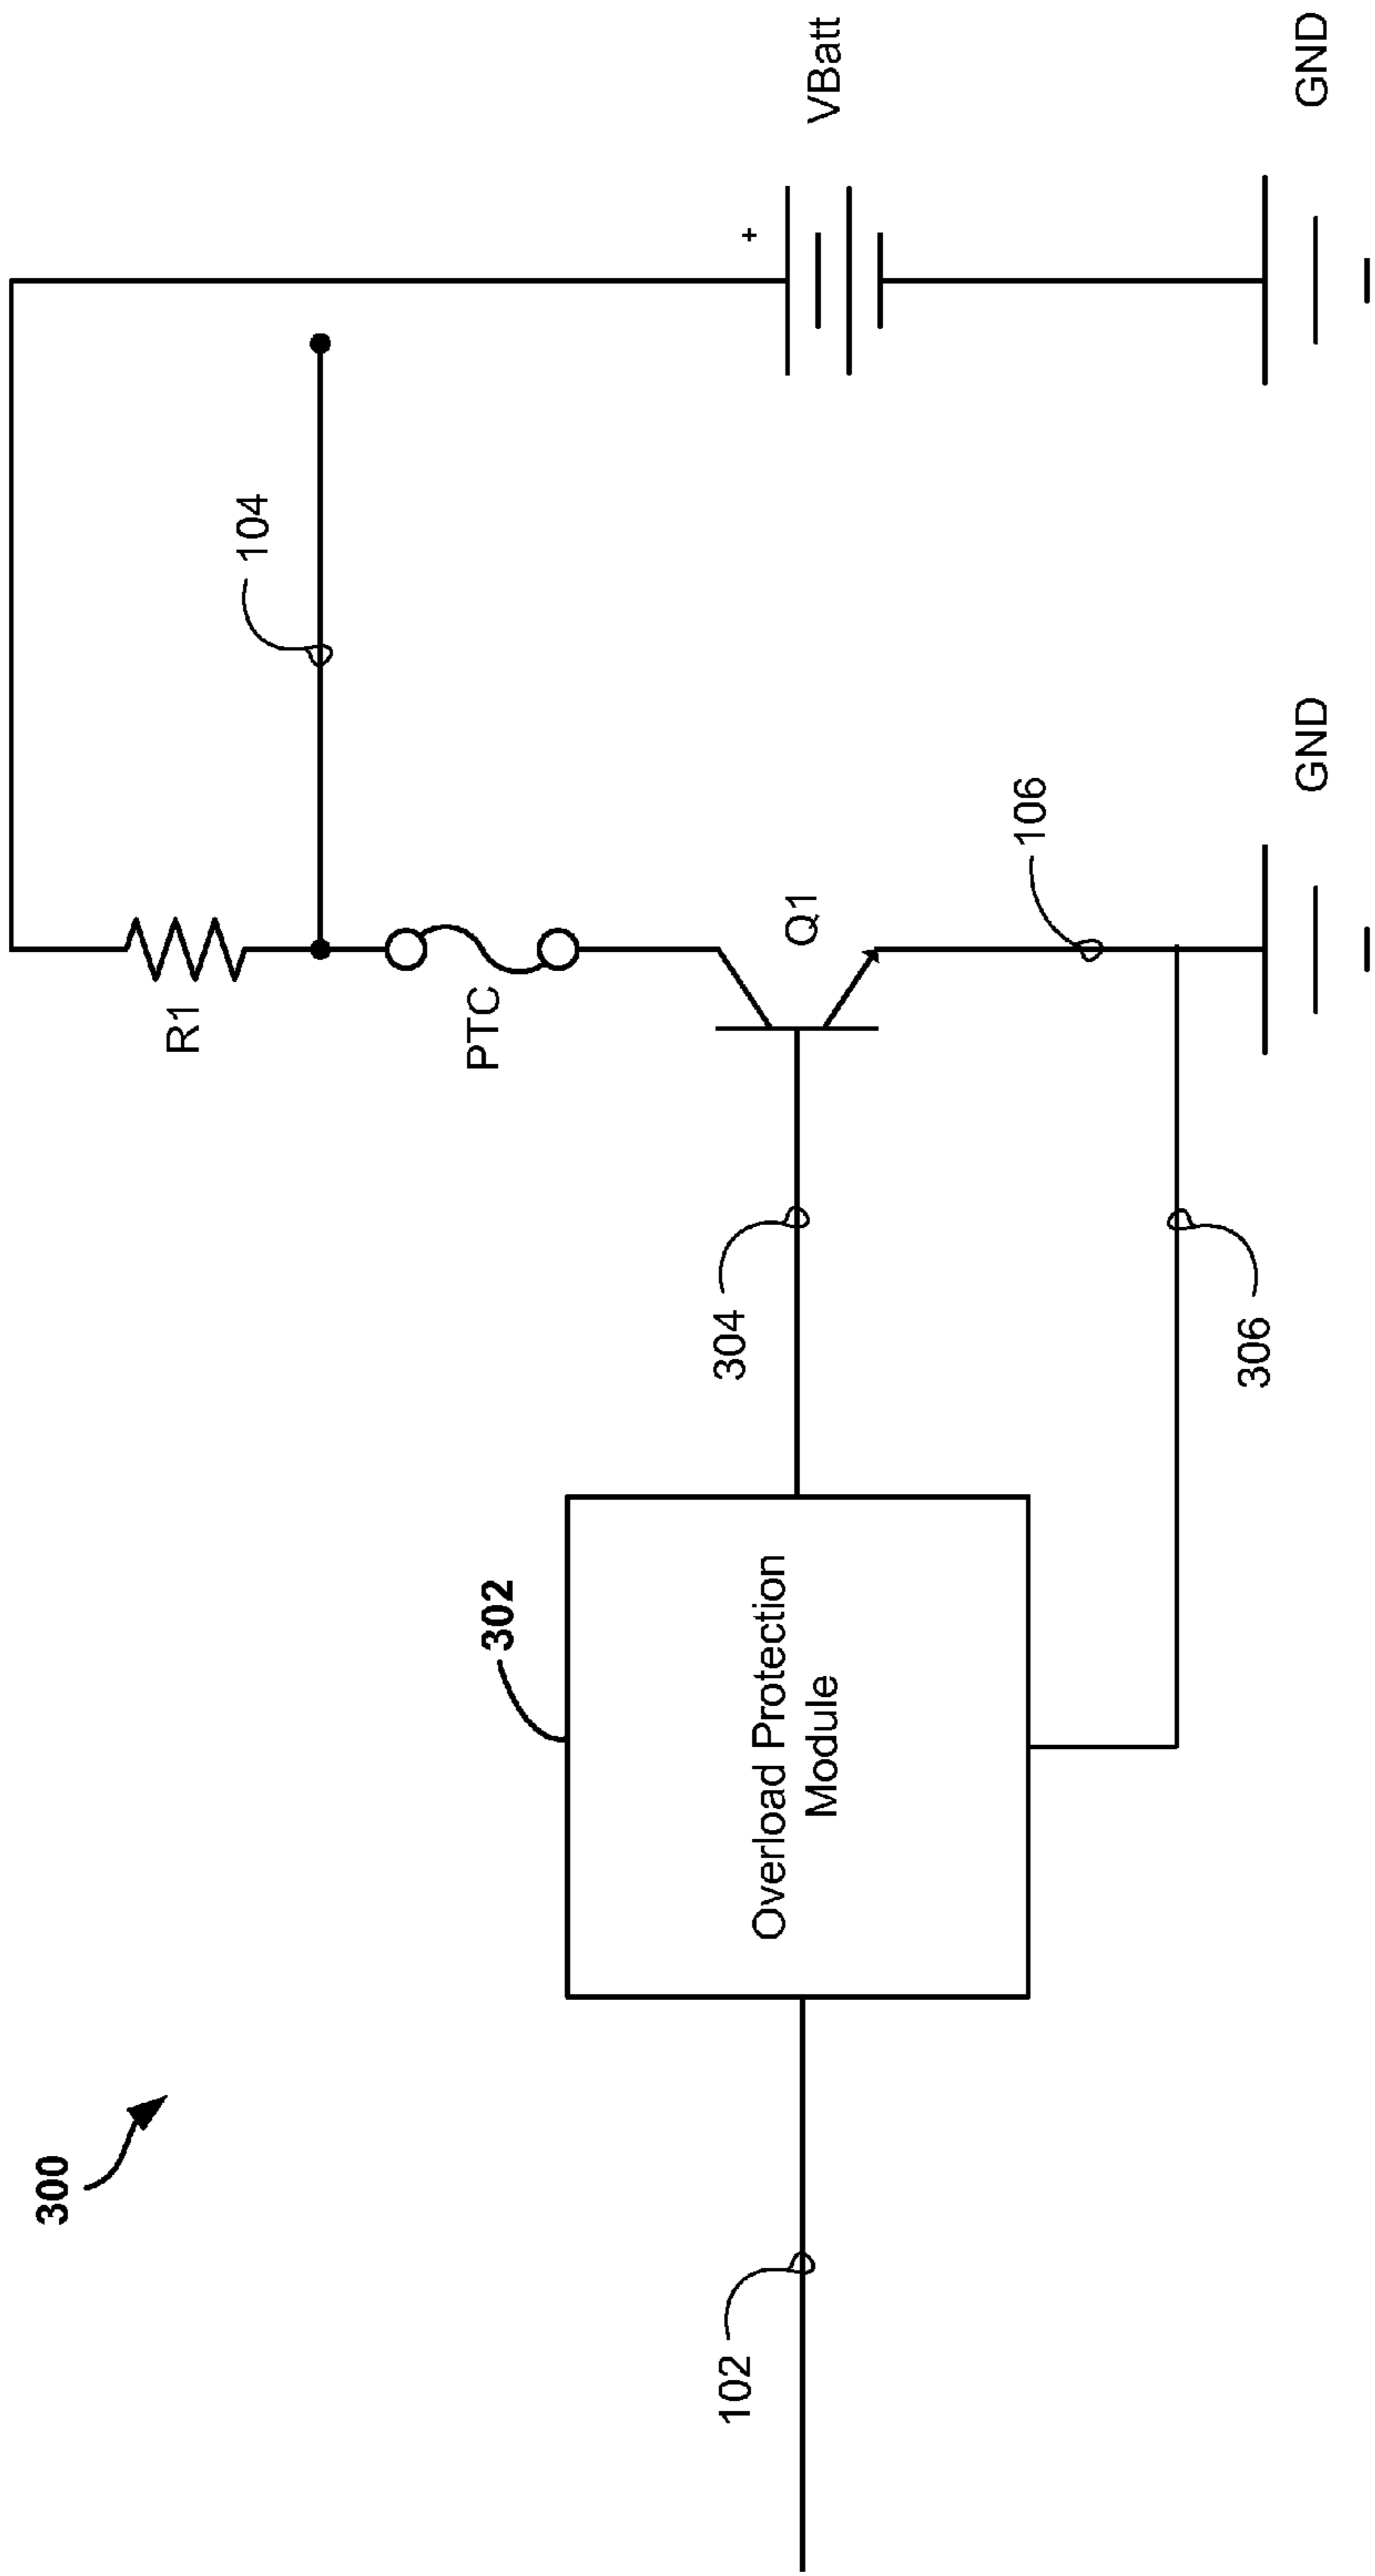 300
102
302
Overload Protection
Module
304
306
R1
PTC
Q1
106
GND
104
+
VBatt
GND